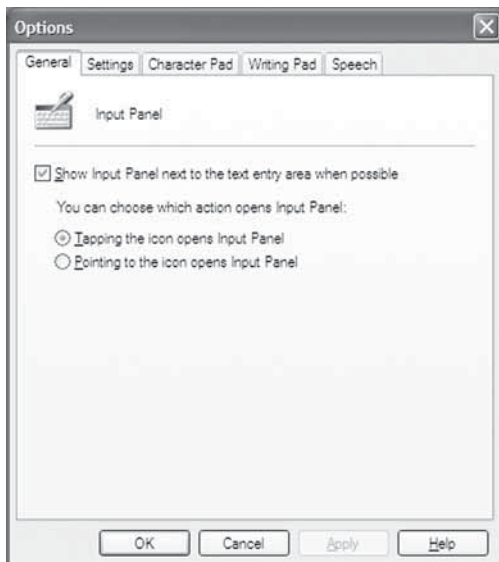 Options
General Settings Character Pad Writing Pad Speech
Input Panel
Show Input Panel next to the text entry area when possible
You can choose which action opens Input Panel:
Tapping the icon opens Input Panel
Pointing to the icon opens Input Panel
OK Cancel Apply Help